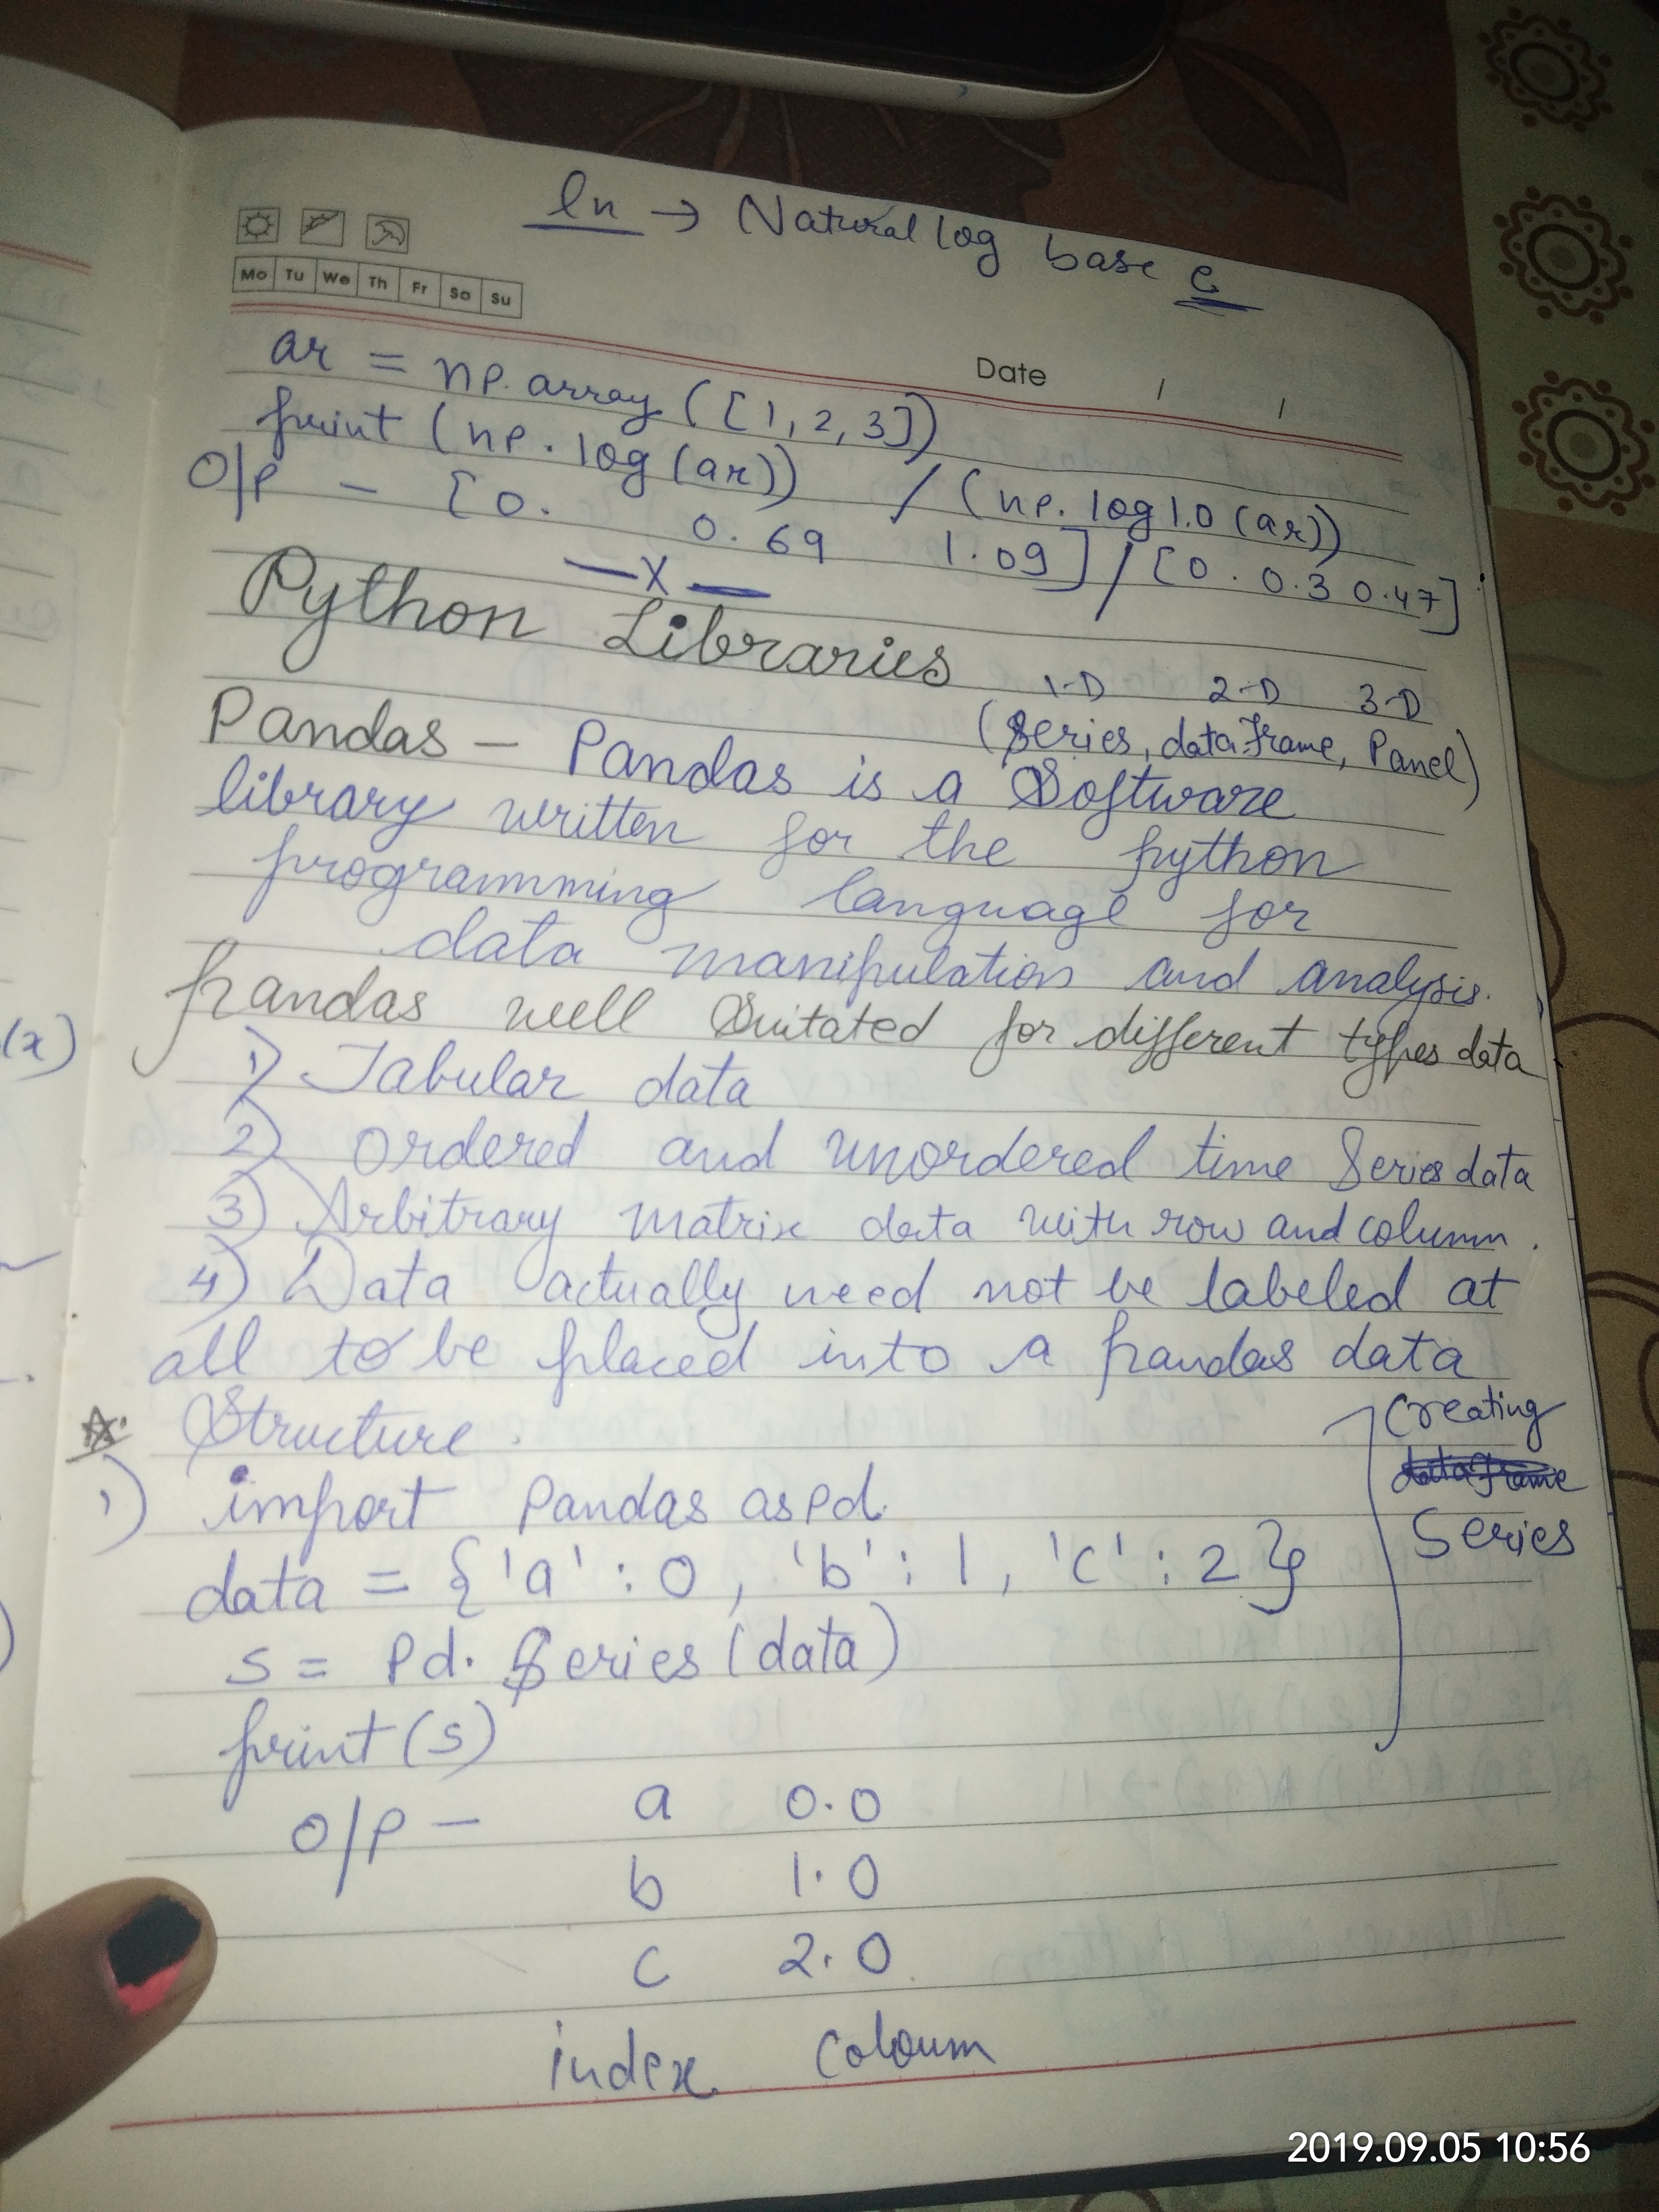 ln → Natural log base e
Mo Tu We Th Fr Sa Su
Date / /
ar = np.array ([1, 2, 3])
print (np.log(ar)) / (np.log1.0(ar))
O/P - [0. 0.69 1.09] / [0. 0.3 0.47]
—x—
Python Libraries
1-D 2-D 3-D
(Series, dataframe, Panel)
Pandas - Pandas is a Software
library written for the python
programming language for
data manipulation and analysis.
pandas well Suitated for different types data
1) Tabular data
2) ordered and unordered time Series data
3) Arbitrary matrix data with row and column.
4) Data actually need not be labeled at
all to be placed into a pandas data
Structure.
Creating
dataframe
Series
1) import Pandas as Pd.
data = {'a' : 0, 'b' : 1, 'c' : 2}
s = Pd. Series (data)
print (s)
O/P - a 0.0
b 1.0
c 2.0
index Coloum
(x)
2019.09.05 10:56